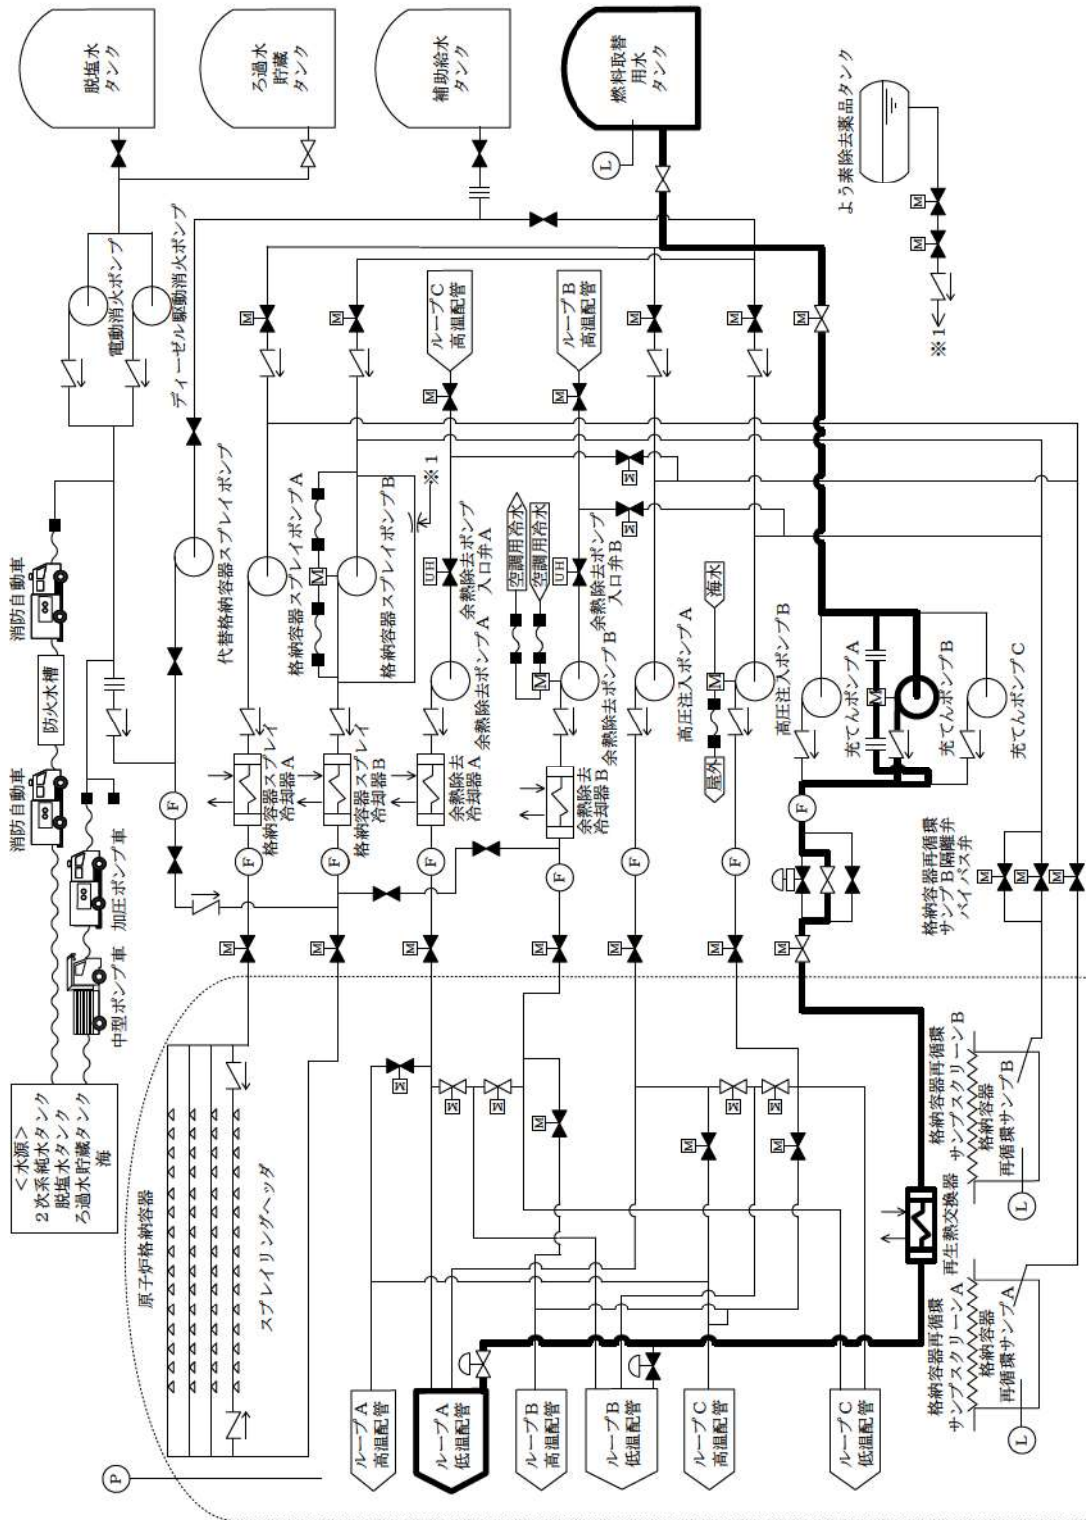 脱塩水
タンク
ろ過水
貯蔵
タンク
補助給水
タンク
燃料取替
用水
タンク
L
よう素除去薬品タンク
M
M
※1
電動消火ポンプ
ディーゼル駆動消火ポンプ
M
M
ループC
高温配管
M
ループB
高温配管
M
M
M
M
消防自動車
防火水槽
消防自動車
代替格納容器スプレイポンプ
格納容器スプレイポンプA
M
格納容器スプレイポンプB
※1
余熱除去ポンプ
入口弁A
UH
余熱除去ポンプA
空調用冷水
空調用冷水
余熱除去ポンプ
入口弁B
UH
M
余熱除去ポンプB
M
M
高圧注入ポンプA
海水
M
屋外
高圧注入ポンプB
充てんポンプA
M
充てんポンプB
充てんポンプC
F
格納容器スプレイ
冷却器A
F
格納容器スプレイ
冷却器B
F
余熱除去
冷却器A
F
余熱除去
冷却器B
F
F
F
F
加圧ポンプ車
中型ポンプ車
格納容器再循環
サンプB隔離弁
バイパス弁
M
M
M
M
M
M
M
M
M
M
<水源>
2次系純水タンク
脱塩水タンク
ろ過水貯蔵タンク
海
原子炉格納容器
スプレイリングヘッダ
M
M
M
M
M
M
M
M
P
ループA
高温配管
ループA
低温配管
ループB
高温配管
ループB
低温配管
ループC
高温配管
ループC
低温配管
再生熱交換器
格納容器再循環
サンプスクリーンB
格納容器
再循環サンプB
L
格納容器再循環
サンプスクリーンA
格納容器
再循環サンプA
L